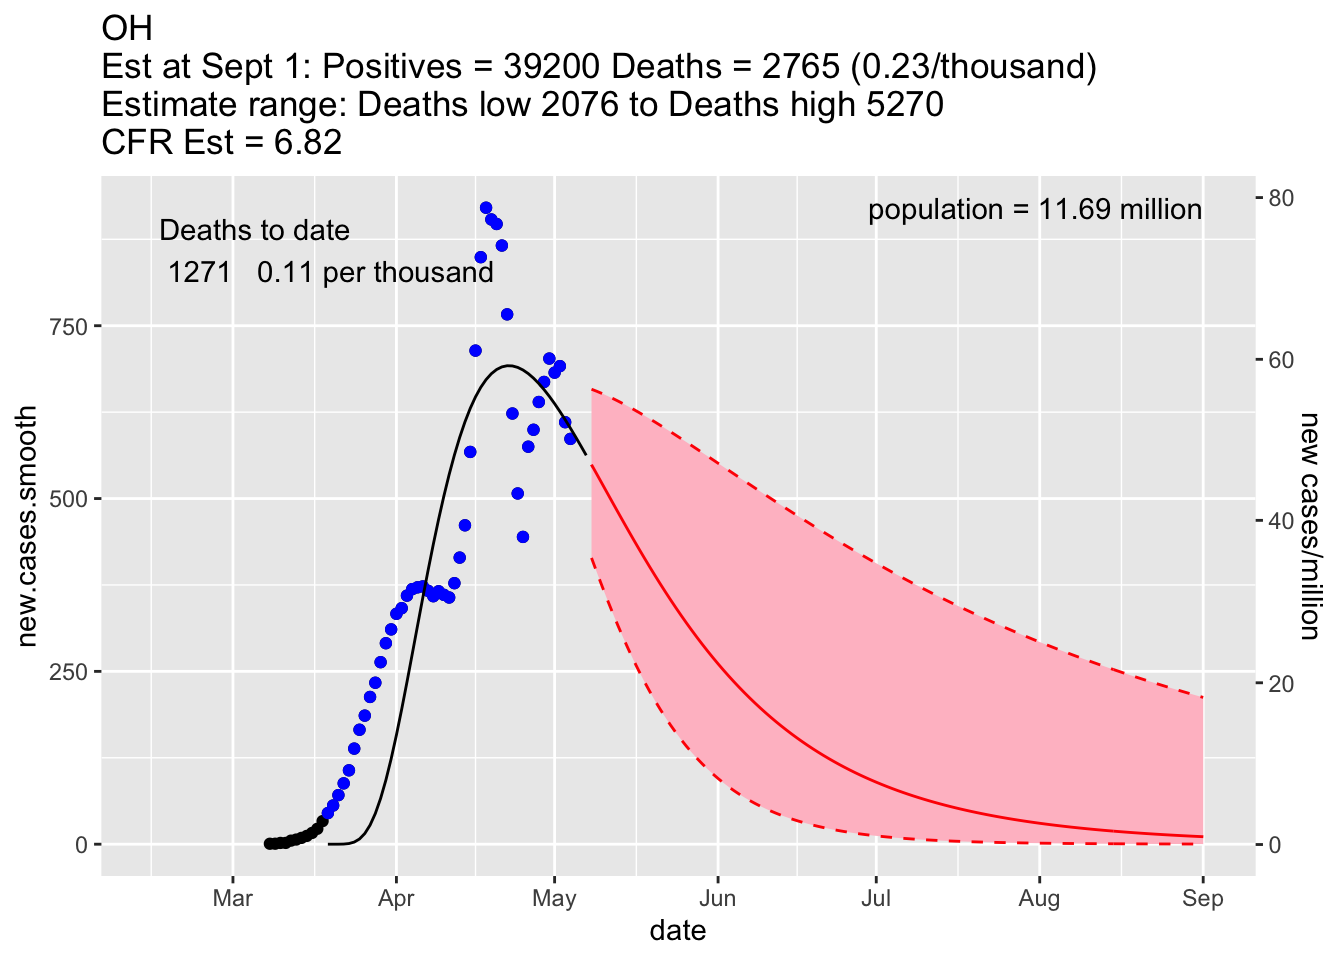 OH
Est at Sept 1: Positives = 39200 Deaths = 2765 (0.23/thousand)
Estimate range: Deaths low 2076 to Deaths high 5270
CFR Est = 6.82
Deaths to date
1271 0.11 per thousand
population = 11.69 million
new.cases.smooth
750
500
250
0
80
60
40
20
0
new cases/million
Mar Apr May Jun Jul Aug Sep
date